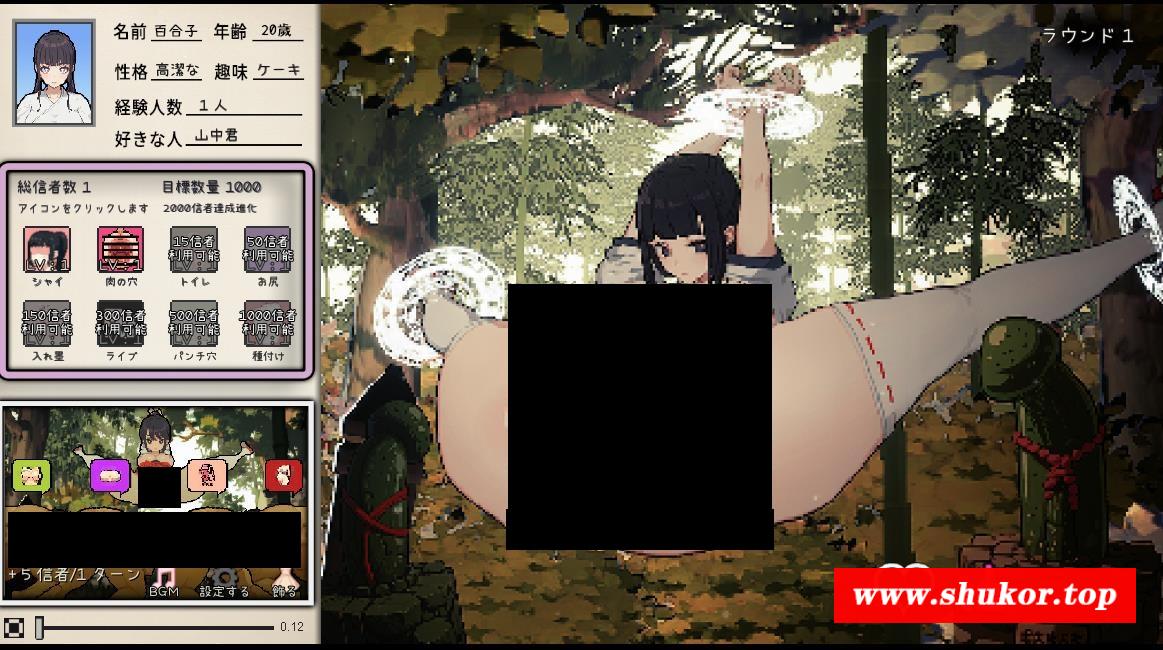 名前 百合子 年齢 20歳
性格 高潔な 趣味 ケーキ
経験人数 1人
好きな人 山中君
総信者数 1 目標数量 1000
アイコンをクリックします 2000信者達成進化
15信者 50信者
利用可能 利用可能
シャイ 肉の穴 トイレ お尻
150信者 300信者 500信者 1000信者
利用可能 利用可能 利用可能 利用可能
入れ墨 ライブ パンチ穴 種付け
+5信者/1ターン
BGM 設定する 飾る
0.12
ラウンド 1
www.shukor.top